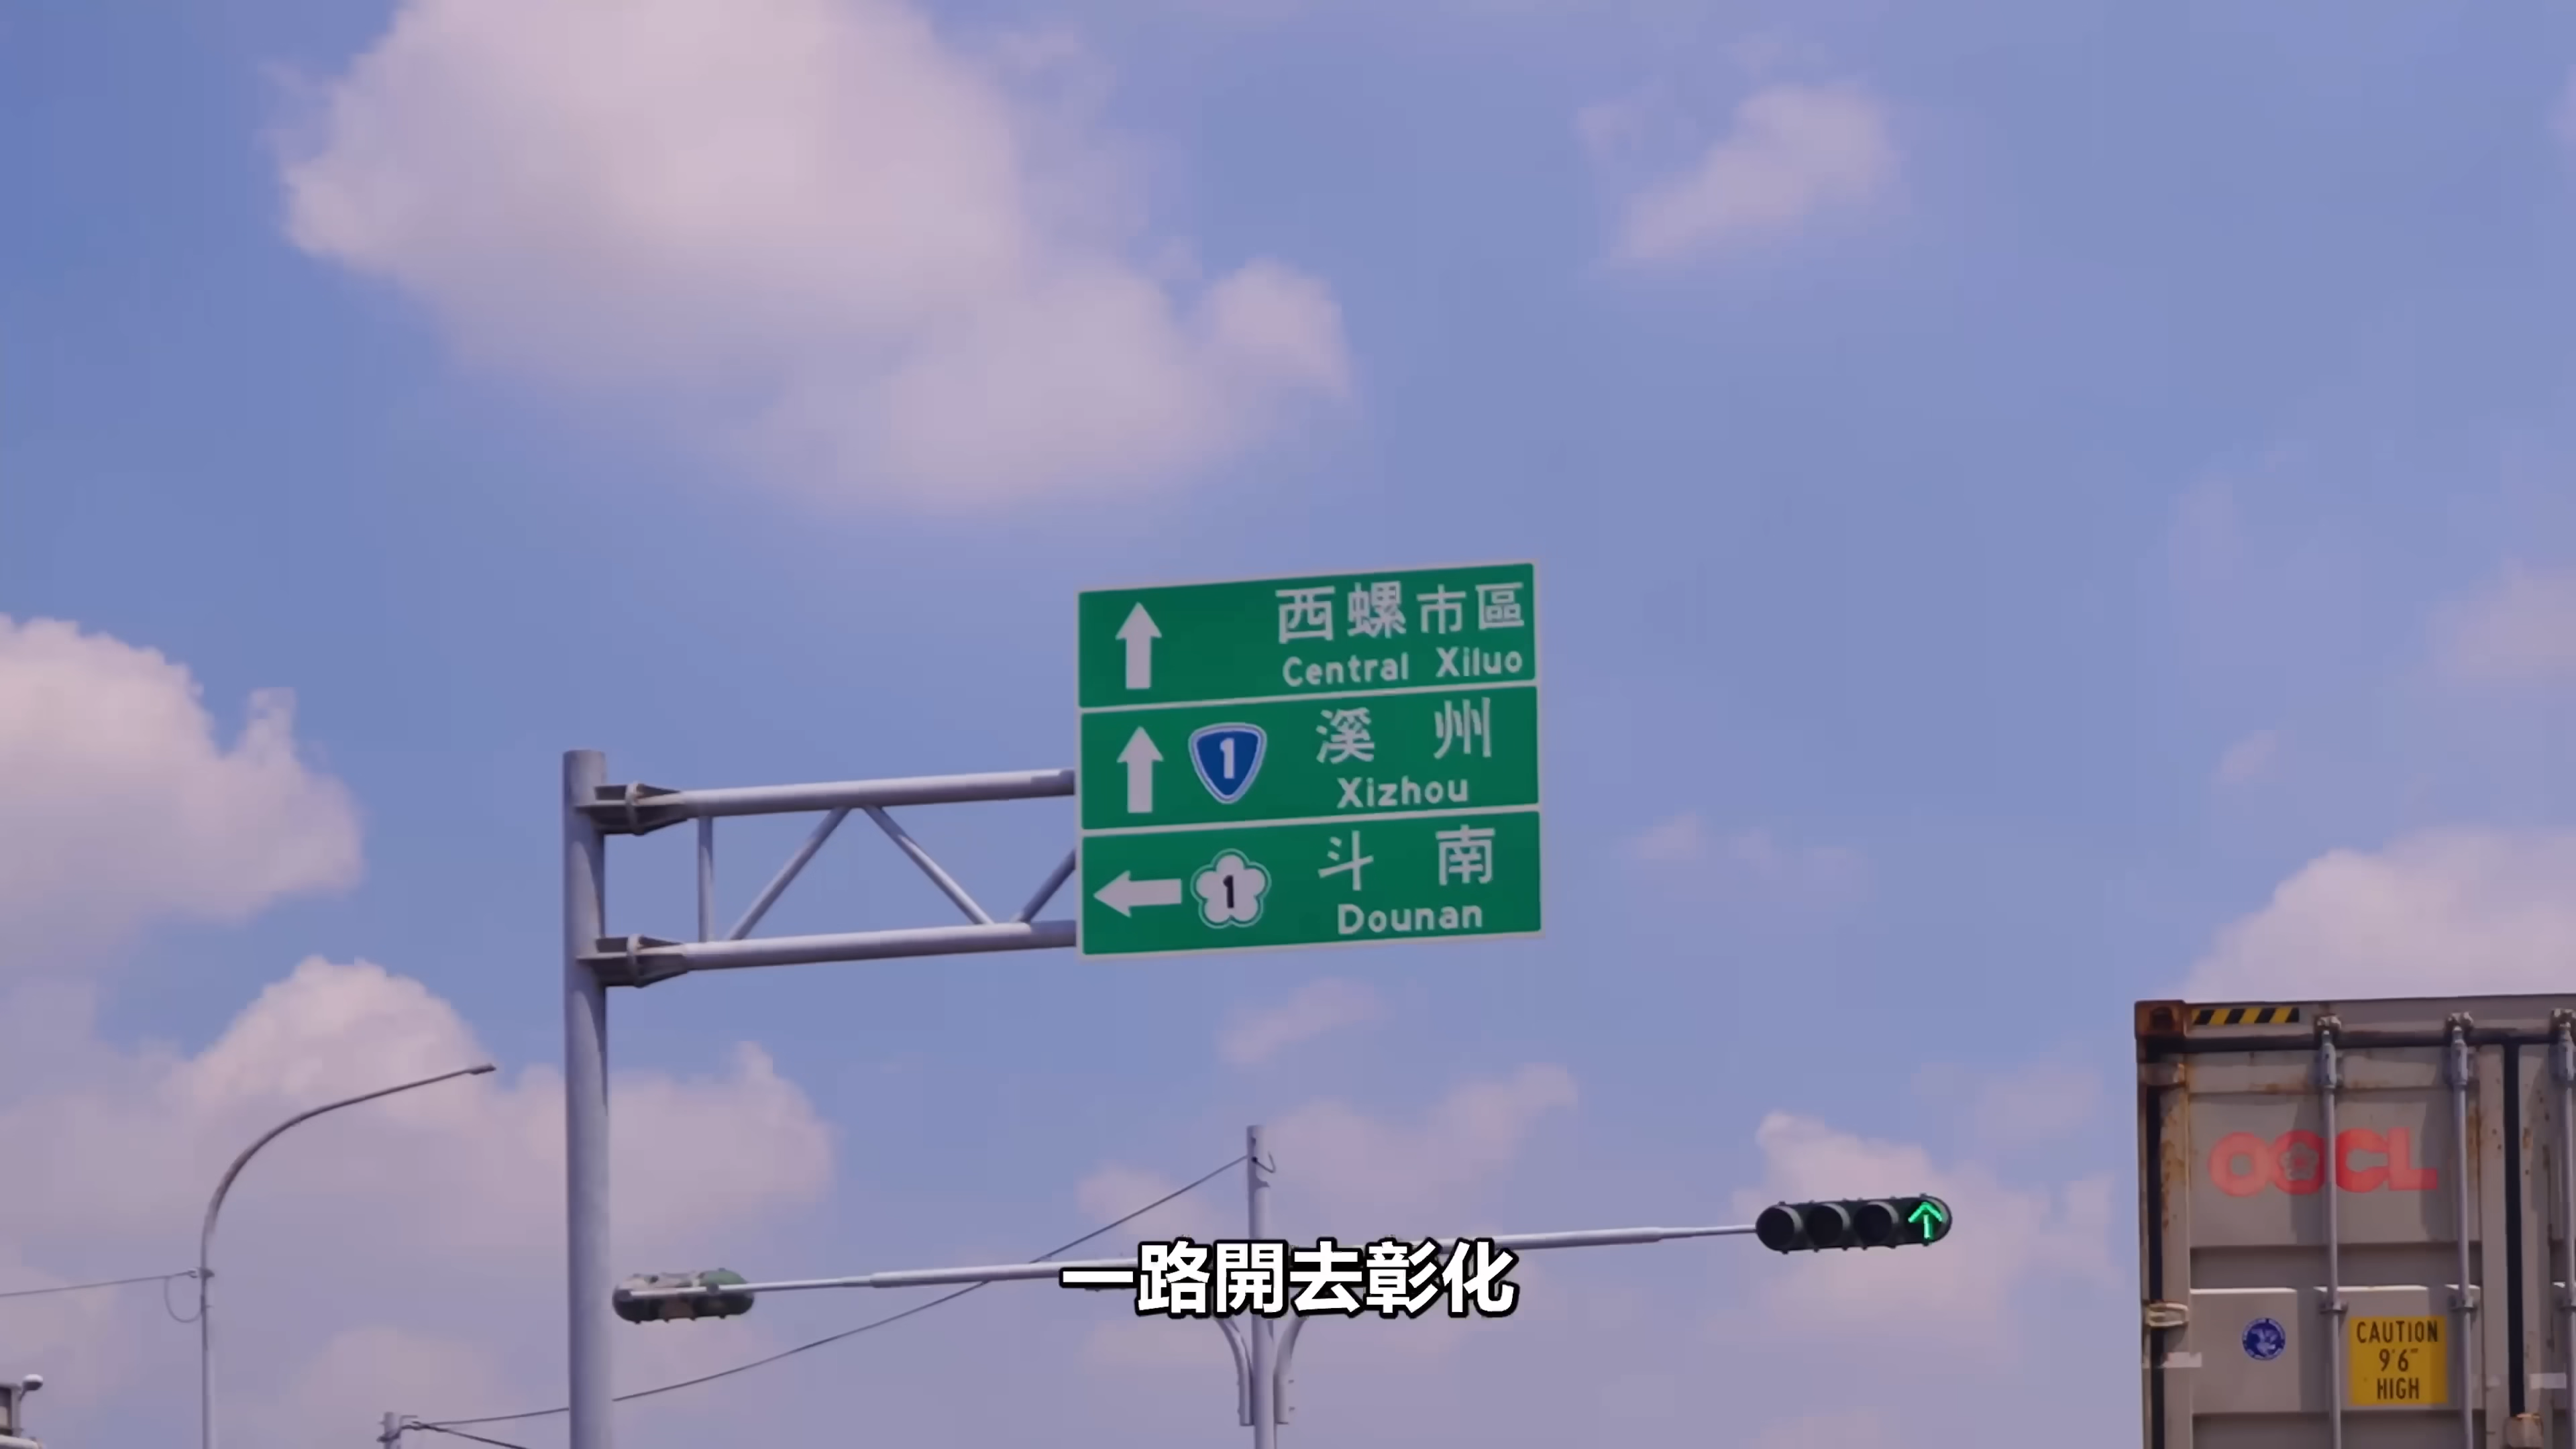 西螺市區
Central Xiluo
1 溪州
Xizhou
1 斗南
Dounan
OOCL
一路開去彰化
CAUTION
9'6"
HIGH